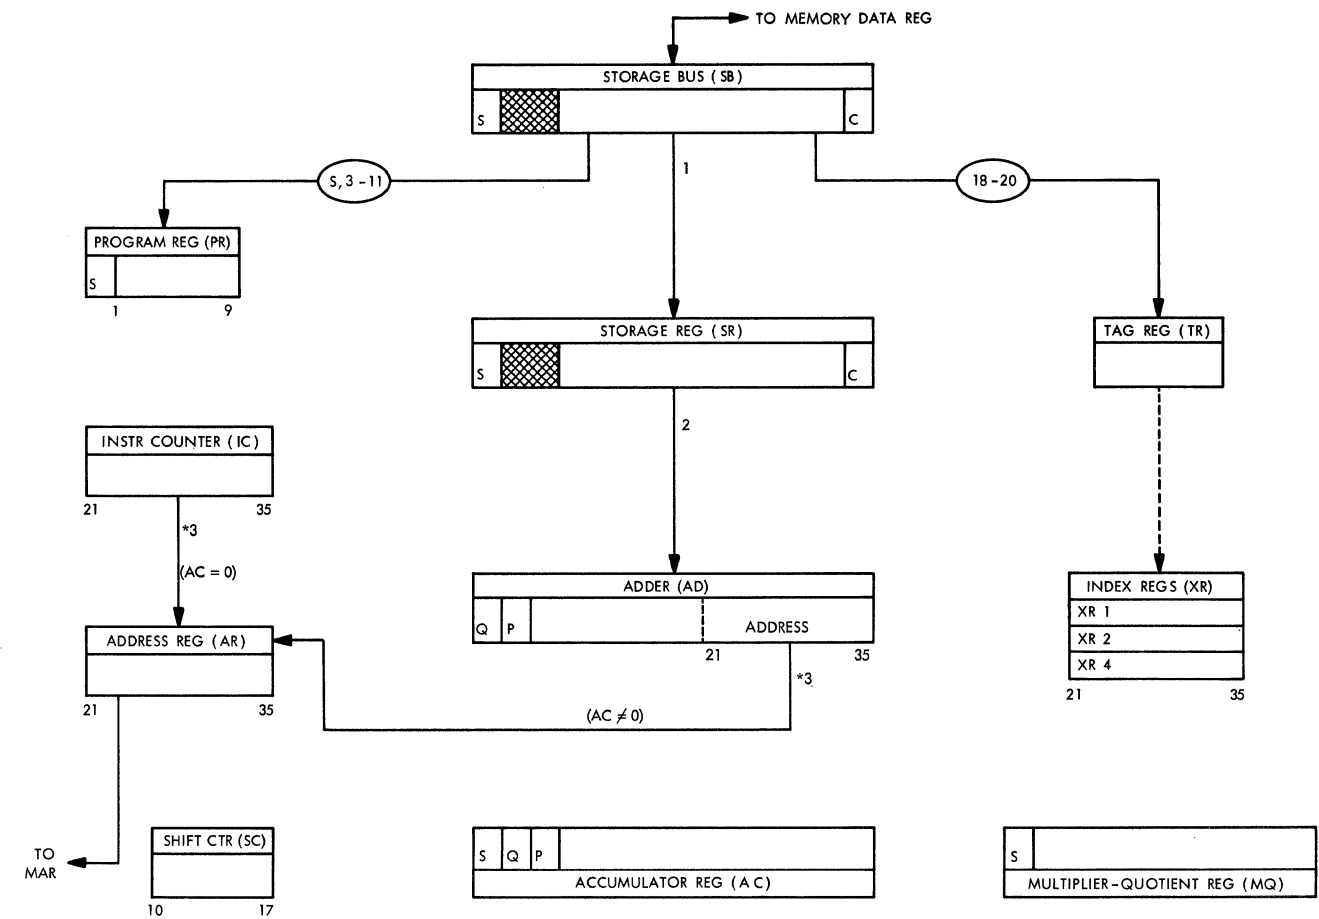 TO MEMORY DATA REG
STORAGE BUS (SB)
S
C
S, 3-11
1
18-20
PROGRAM REG (PR)
S
1
9
STORAGE REG (SR)
S
C
TAG REG (TR)
2
INSTR COUNTER (IC)
21
35
*3
(AC = 0)
ADDER (AD)
Q
P
ADDRESS
21
35
*3
INDEX REGS (XR)
XR 1
XR 2
XR 4
21
35
ADDRESS REG (AR)
21
35
(AC ≠ 0)
TO
MAR
SHIFT CTR (SC)
10
17
S
Q
P
ACCUMULATOR REG (AC)
S
MULTIPLIER-QUOTIENT REG (MQ)